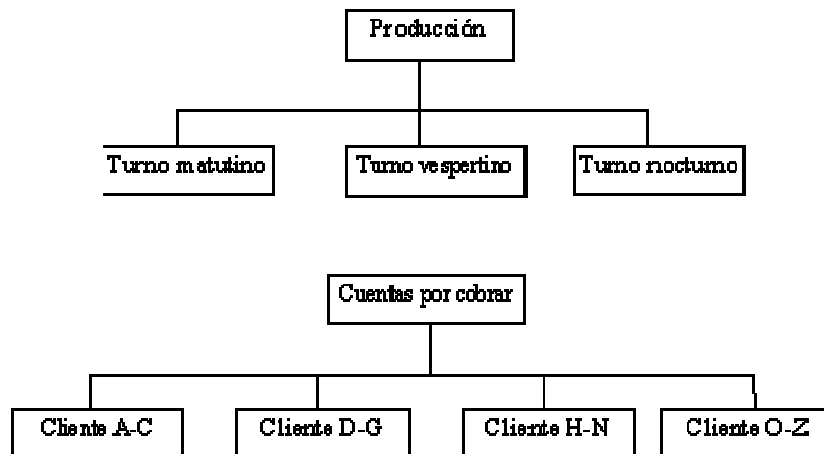 Producción
Turno matutino Turno vespertino Turno nocturno
Cuentas por cobrar
Cliente A-C Cliente D-G Cliente H-N Cliente O-Z